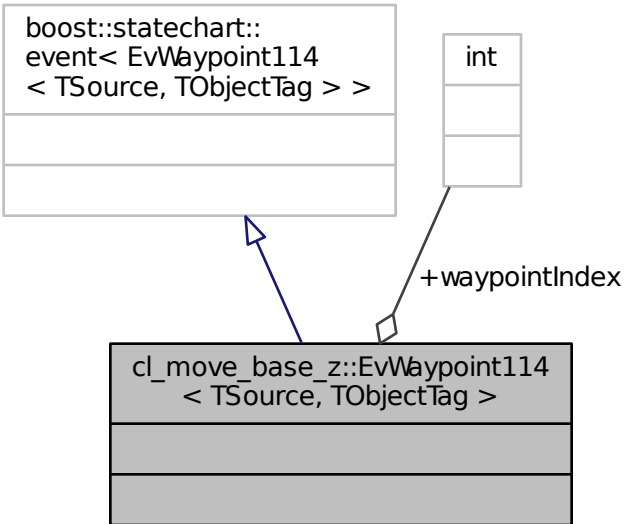 boost::statechart::
event< EvWaypoint114
< TSource, TObjectTag > >
int
+waypointIndex
cl_move_base_z::EvWaypoint114
< TSource, TObjectTag >